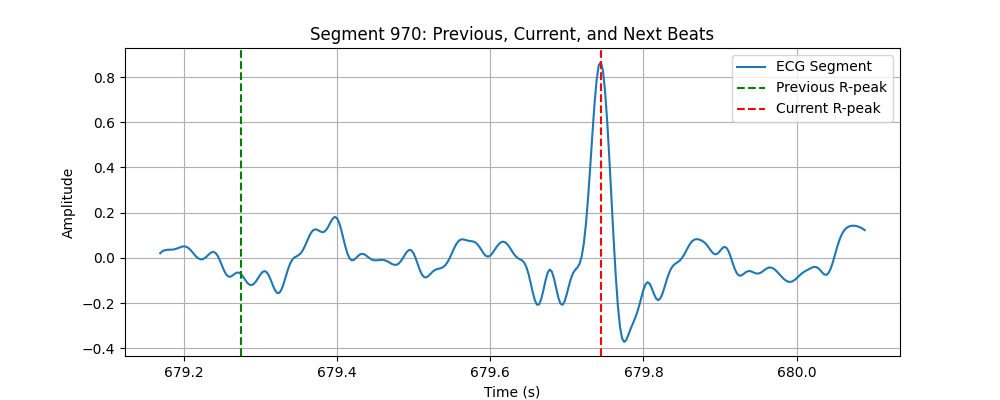 Segment 970: Previous, Current, and Next Beats
ECG Segment
Previous R-peak
Current R-peak
Amplitude
0.8
0.6
0.4
0.2
0.0
−0.2
−0.4
679.2 679.4 679.6 679.8 680.0
Time (s)